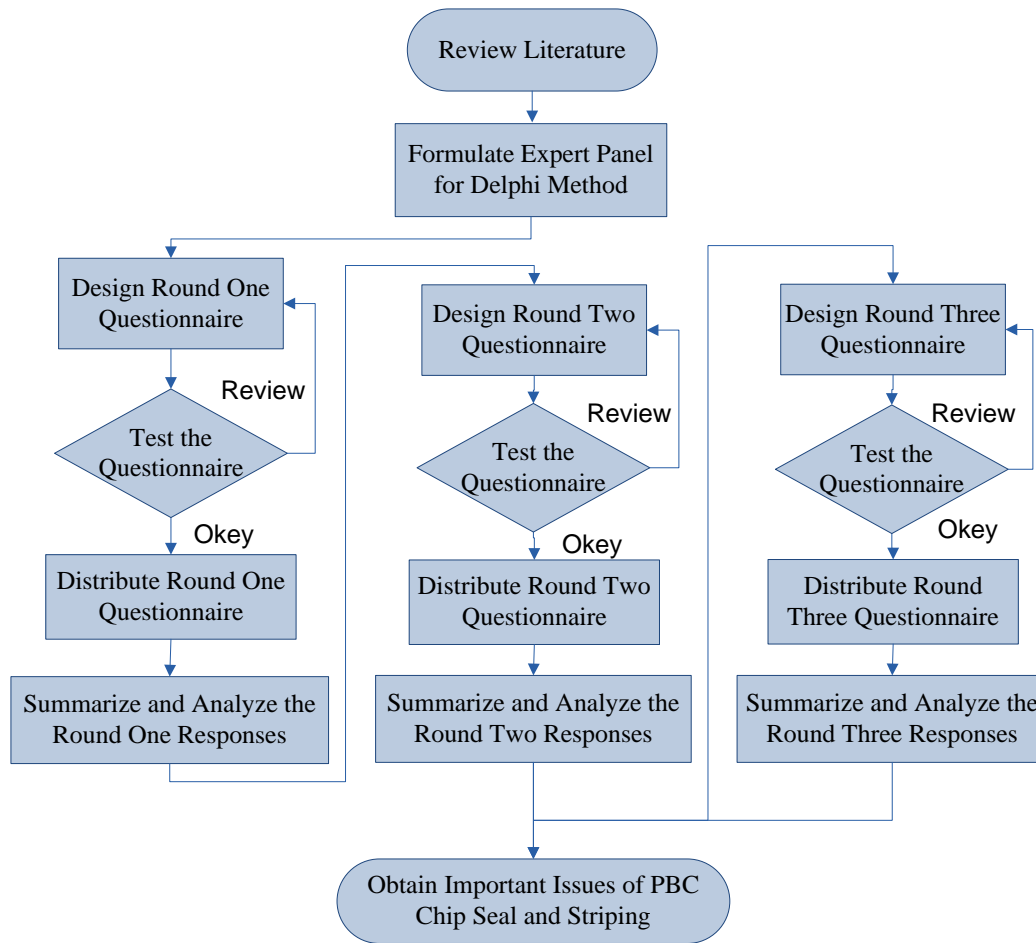 Review Literature
Formulate Expert Panel
for Delphi Method
Design Round One
Questionnaire
Review
Test the
Questionnaire
Okey
Distribute Round One
Questionnaire
Summarize and Analyze the
Round One Responses
Design Round Two
Questionnaire
Review
Test the
Questionnaire
Okey
Distribute Round Two
Questionnaire
Summarize and Analyze the
Round Two Responses
Design Round Three
Questionnaire
Review
Test the
Questionnaire
Okey
Distribute Round
Three Questionnaire
Summarize and Analyze the
Round Three Responses
Obtain Important Issues of PBC
Chip Seal and Striping